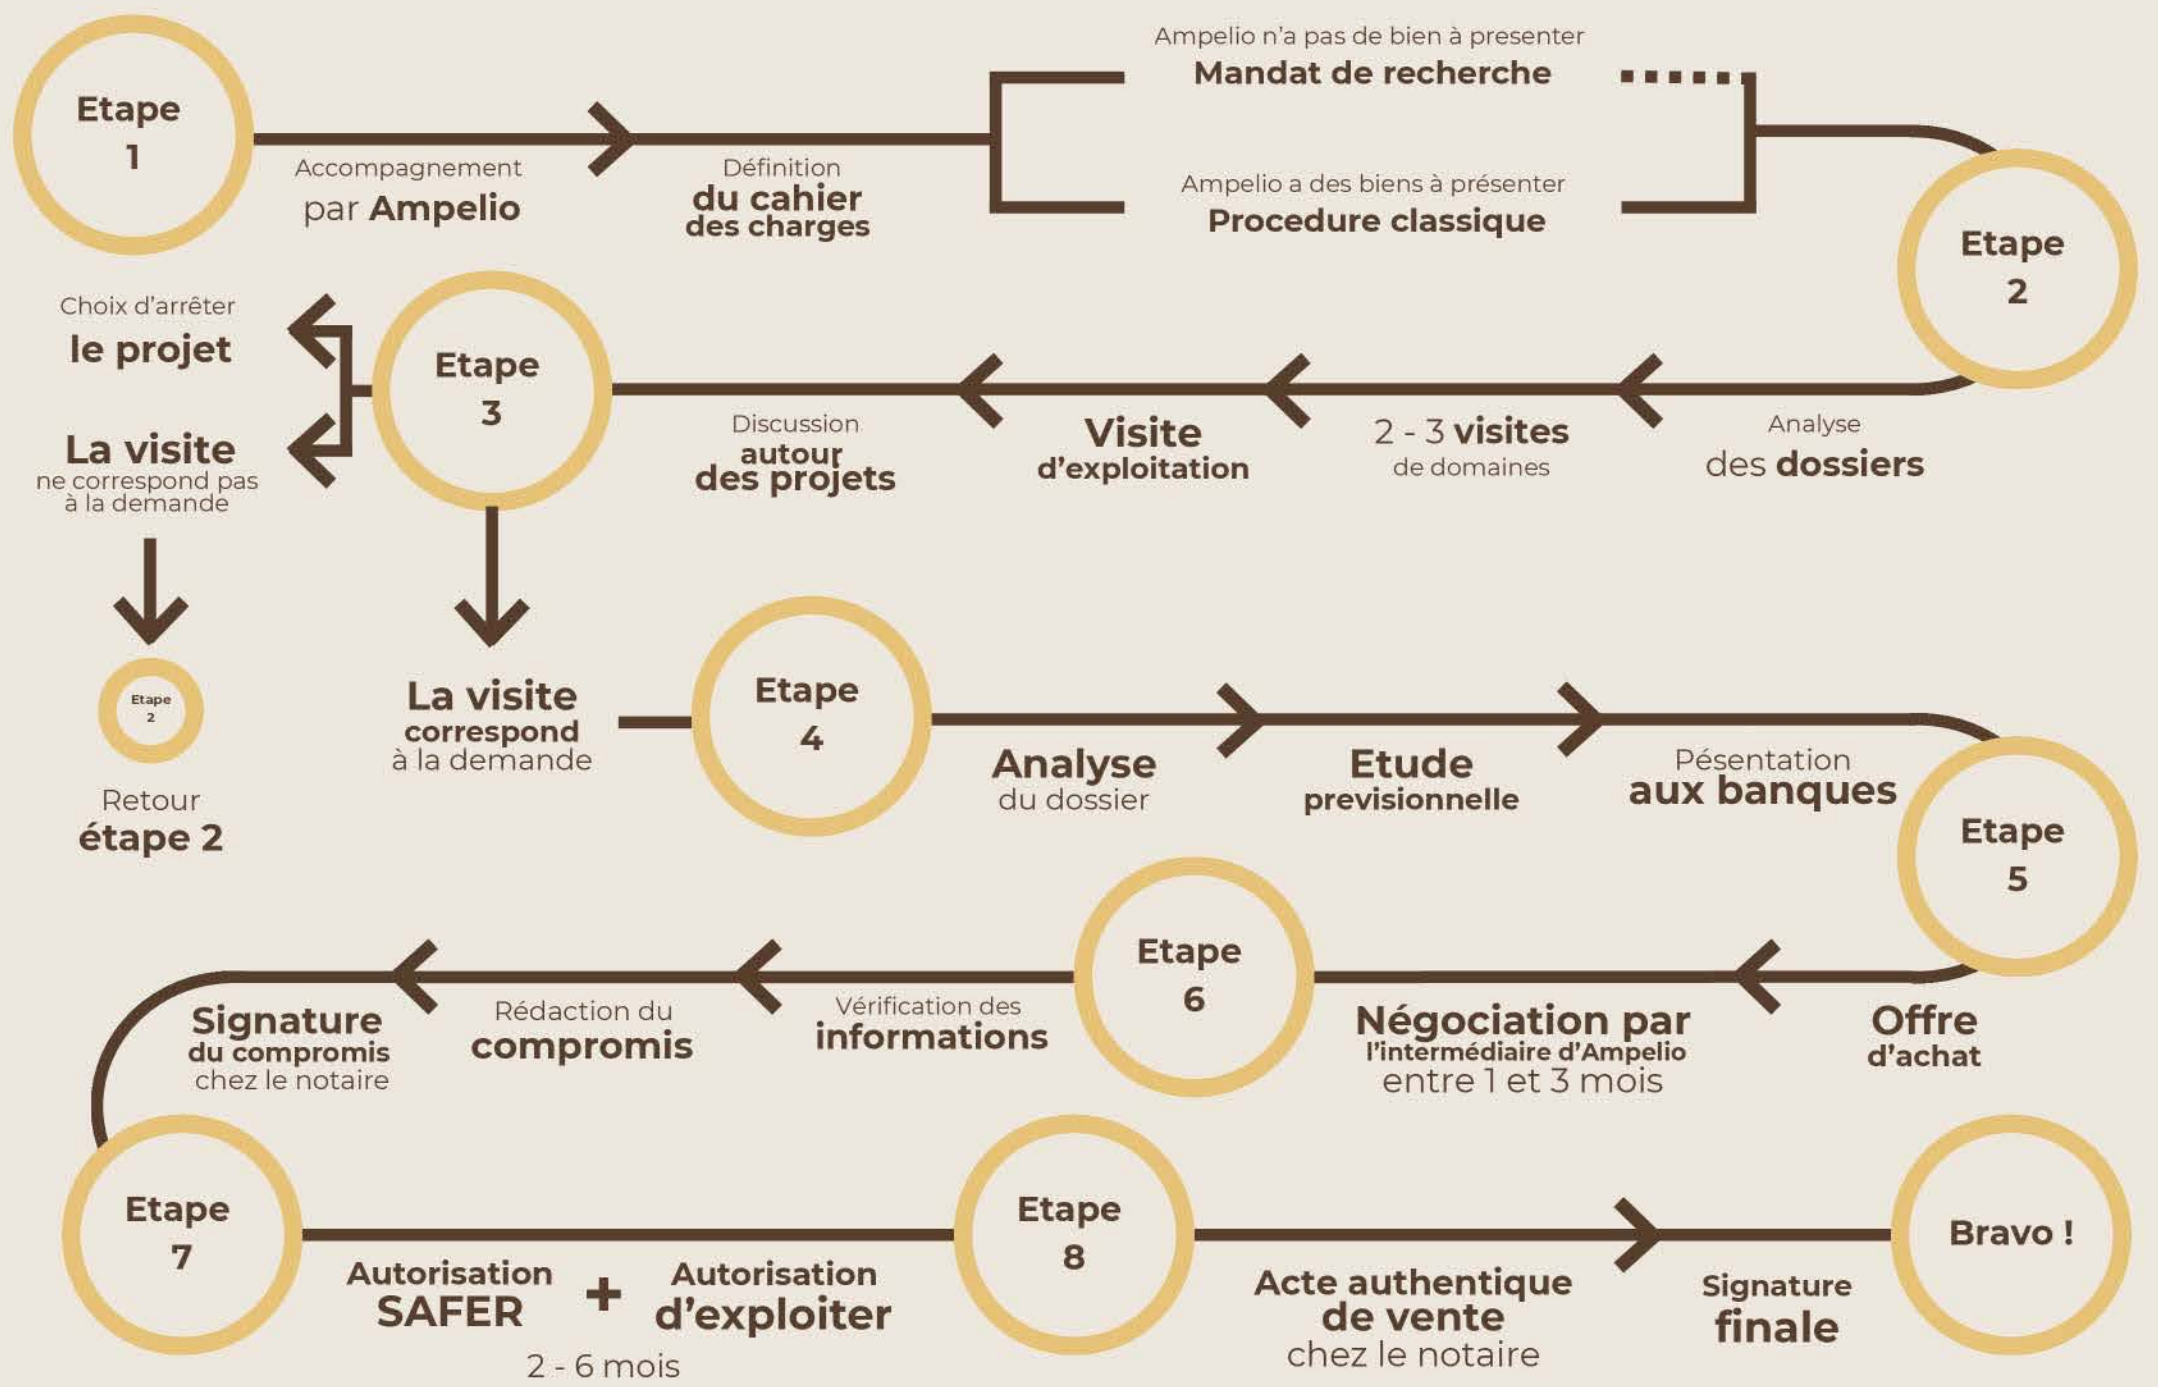 Etape
1
Accompagnement
par Ampelio
Définition
du cahier
des charges
Ampelio n'a pas de bien à presenter
Mandat de recherche
Ampelio a des biens à présenter
Procedure classique
Etape
2
Analyse
des dossiers
2 - 3 visites
de domaines
Visite
d'exploitation
Discussion
autour
des projets
Etape
3
Choix d'arrêter
le projet
La visite
ne correspond pas
à la demande
Etape
2
Retour
étape 2
La visite
correspond
à la demande
Etape
4
Analyse
du dossier
Etude
previsionnelle
Pésentation
aux banques
Etape
5
Offre
d'achat
Négociation par
l'intermédiaire d'Ampelio
entre 1 et 3 mois
Etape
6
Vérification des
informations
Rédaction du
compromis
Signature
du compromis
chez le notaire
Etape
7
Autorisation
SAFER
+
Autorisation
d'exploiter
2 - 6 mois
Etape
8
Acte authentique
de vente
chez le notaire
Signature
finale
Bravo !